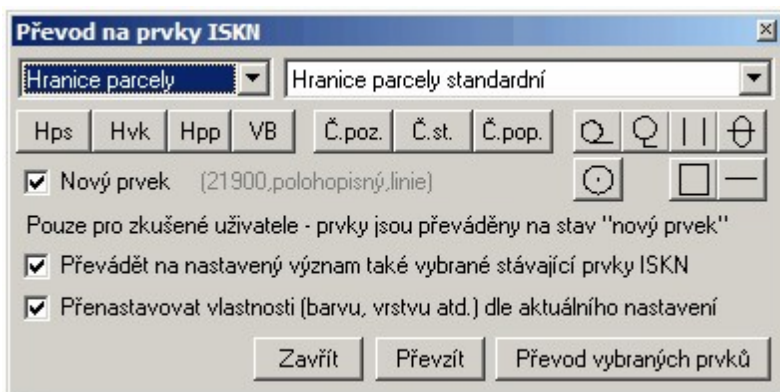 Převod na prvky ISKN
Hranice parcely Hranice parcely standardní
Hps Hvk Hpp VB Č.poz. Č.st. Č.pop.
Nový prvek (21900,polohopisný,linie)
Pouze pro zkušené uživatele - prvky jsou převáděny na stav "nový prvek"
Převádět na nastavený význam také vybrané stávající prvky ISKN
Přenastavovat vlastnosti (barvu, vrstvu atd.) dle aktuálního nastavení
Zavřít Převzít Převod vybraných prvků